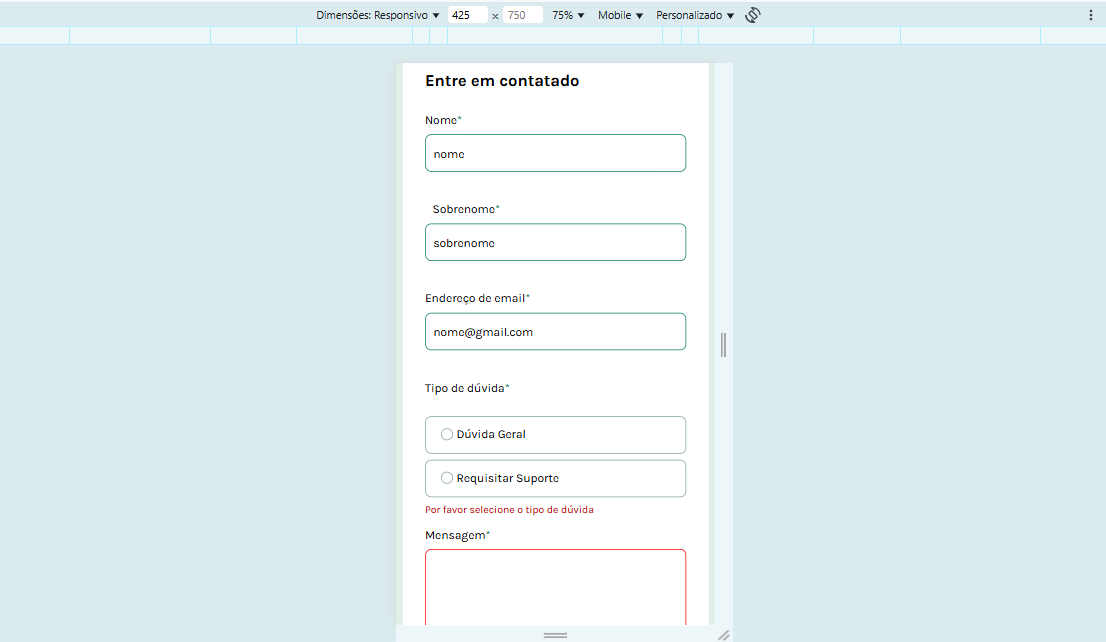 Dimensões: Responsivo 425 x 750 75% Mobile Personalizado
Entre em contatado
Nome*
nome
Sobrenome*
sobrenome
Endereço de email*
nome@gmail.com
Tipo de dúvida*
Dúvida Geral
Requisitar Suporte
Por favor selecione o tipo de dúvida
Mensagem*